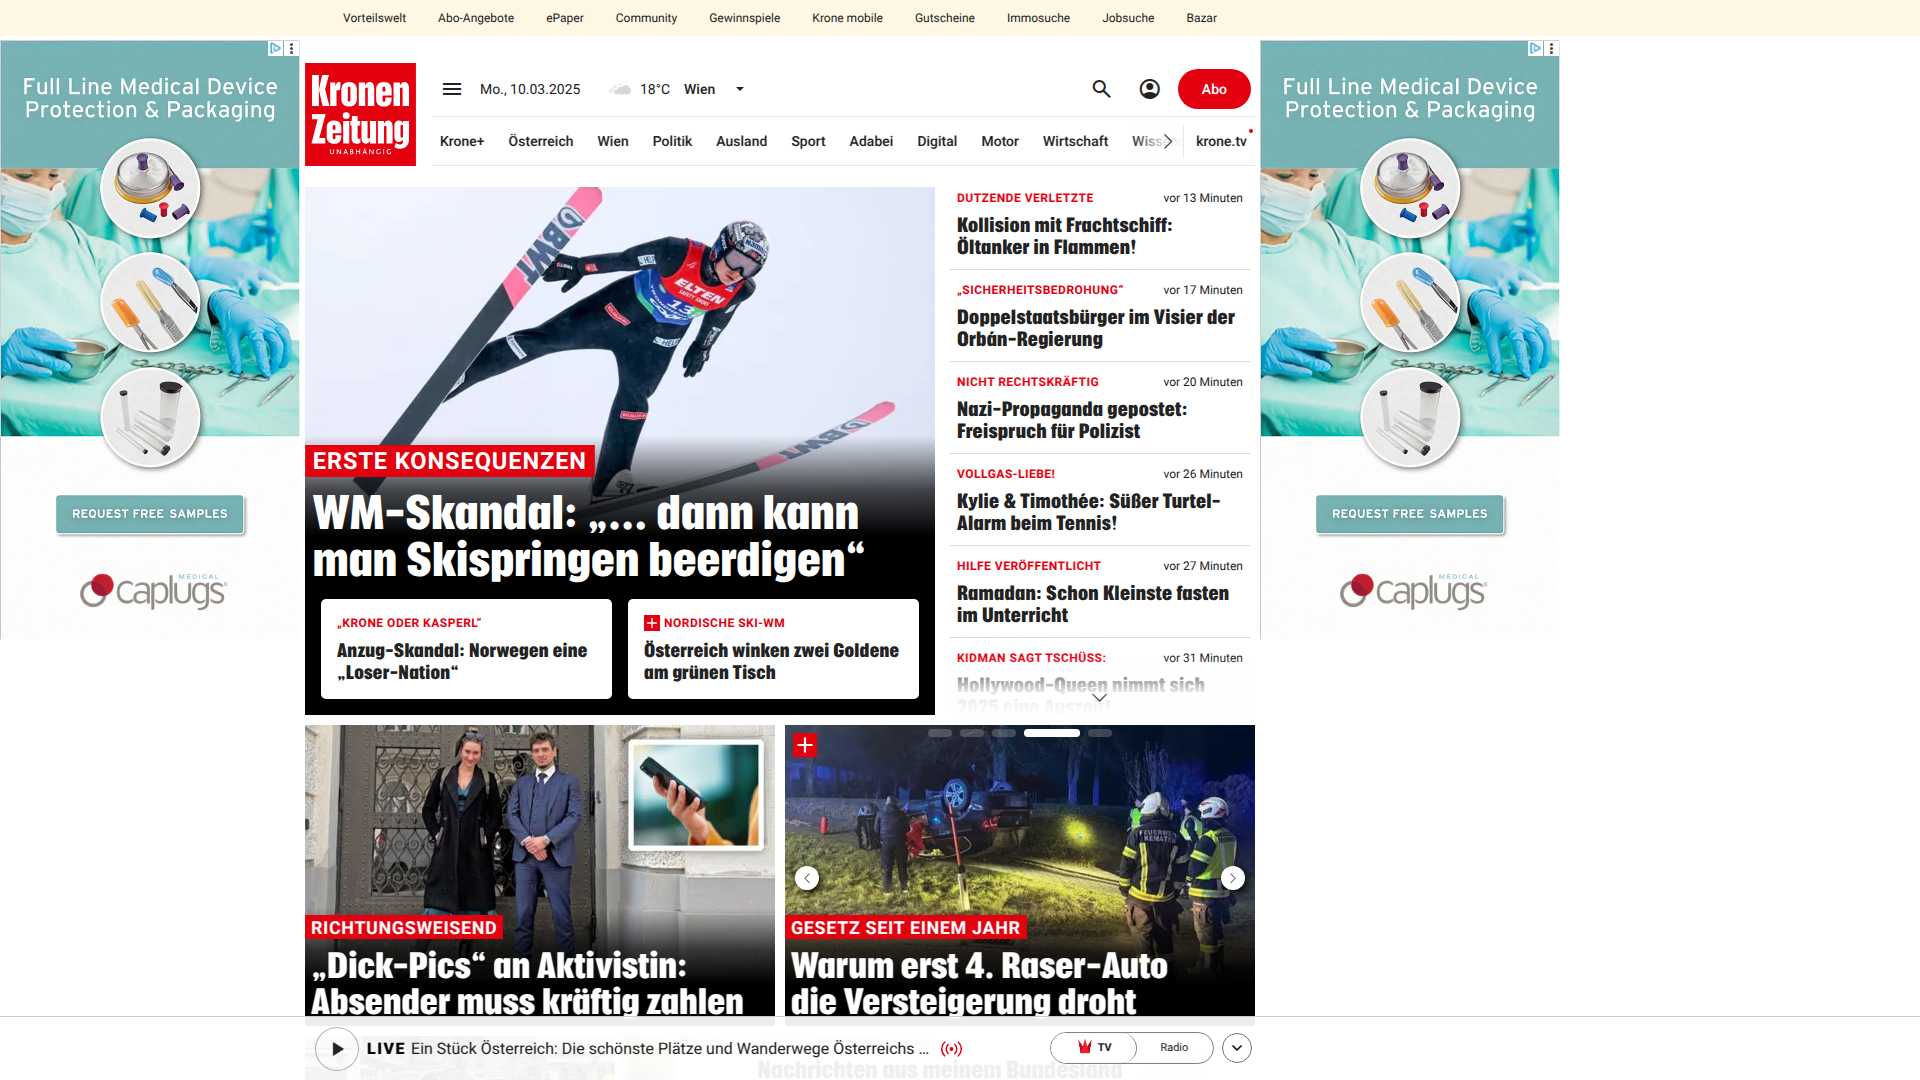 Vorteilswelt Abo-Angebote ePaper Community Gewinnspiele Krone mobile Gutscheine Immosuche Jobsuche Bazar
Full Line Medical Device
Protection & Packaging
REQUEST FREE SAMPLES
MEDICAL
caplugs
Kronen
Zeitung
UNABHÄNGIG
Mo., 10.03.2025 18°C Wien
Abo
Krone+ Österreich Wien Politik Ausland Sport Adabei Digital Motor Wirtschaft krone.tv
ERSTE KONSEQUENZEN
WM-Skandal: „... dann kann
man Skispringen beerdigen“
„KRONE ODER KASPERL“
Anzug-Skandal: Norwegen eine
„Loser-Nation“
NORDISCHE SKI-WM
Österreich winken zwei Goldene
am grünen Tisch
DUTZENDE VERLETZTE vor 13 Minuten
Kollision mit Frachtschiff:
Öltanker in Flammen!
„SICHERHEITSBEDROHUNG“ vor 17 Minuten
Doppelstaatsbürger im Visier der
Orbán-Regierung
NICHT RECHTSKRÄFTIG vor 20 Minuten
Nazi-Propaganda gepostet:
Freispruch für Polizist
VOLLGAS-LIEBE! vor 26 Minuten
Kylie & Timothée: Süßer Turtel-
Alarm beim Tennis!
HILFE VERÖFFENTLICHT vor 27 Minuten
Ramadan: Schon Kleinste fasten
im Unterricht
KIDMAN SAGT TSCHÜSS: vor 31 Minuten
Hollywood-Queen nimmt sich
2025 eine Auszeit!
Full Line Medical Device
Protection & Packaging
REQUEST FREE SAMPLES
MEDICAL
caplugs
DBWT
ELTEN
13
DBWT
RICHTUNGSWEISEND
„Dick-Pics“ an Aktivistin:
Absender muss kräftig zahlen
FEUERWEHR
KEMATEN
GESETZ SEIT EINEM JAHR
Warum erst 4. Raser-Auto
die Versteigerung droht
LIVE Ein Stück Österreich: Die schönste Plätze und Wanderwege Österreichs ...
TV Radio
Nachrichten aus meinem Bundesland